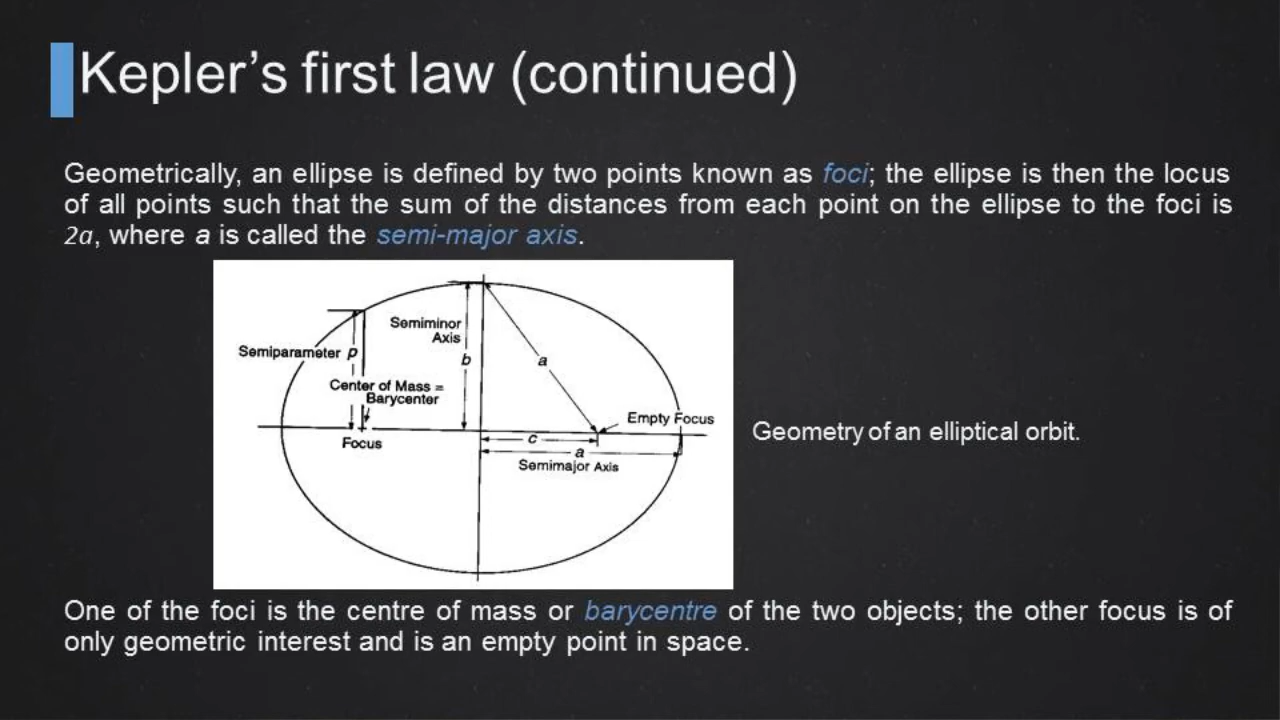 Kepler’s first law (continued)
Geometrically, an ellipse is defined by two points known as foci; the ellipse is then the locus
of all points such that the sum of the distances from each point on the ellipse to the foci is
2a, where a is called the semi-major axis.
Semiminor
Axis
Semiparameter p
b
a
Center of Mass =
Barycenter
Empty Focus
Focus
c
a
Semimajor Axis
Geometry of an elliptical orbit.
One of the foci is the centre of mass or barycentre of the two objects; the other focus is of
only geometric interest and is an empty point in space.